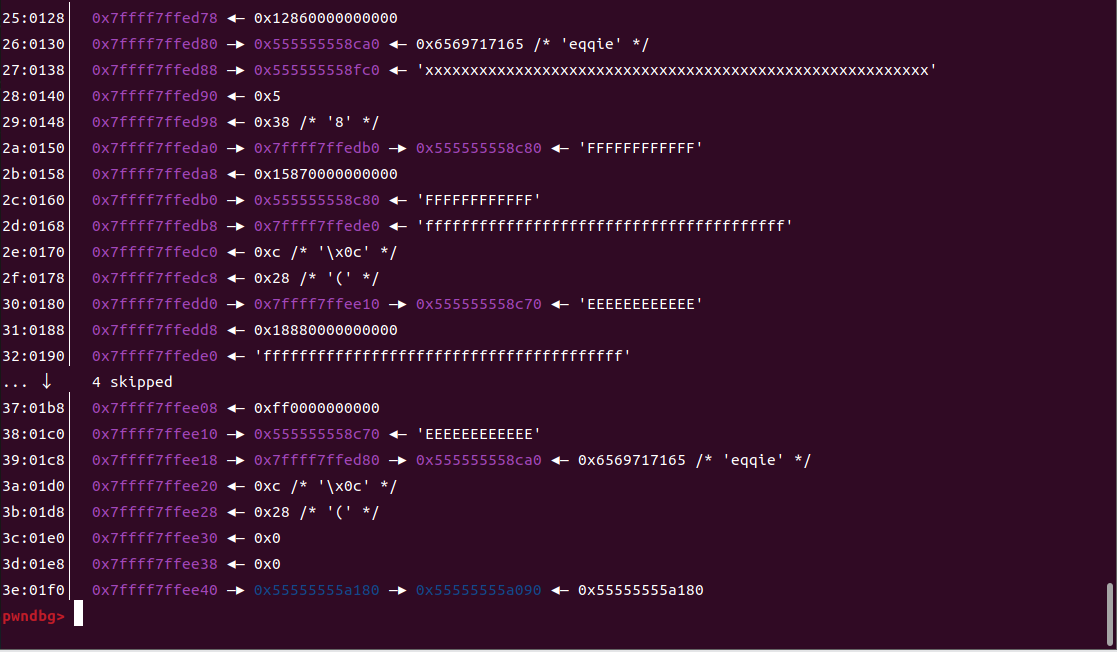 25:0128│  0x7ffff7ffed78 ◂— 0x12860000000000
26:0130│  0x7ffff7ffed80 —▸ 0x555555558ca0 ◂— 0x6569717165 /* 'eqqie' */
27:0138│  0x7ffff7ffed88 —▸ 0x555555558fc0 ◂— 'xxxxxxxxxxxxxxxxxxxxxxxxxxxxxxxxxxxxxxxxxxxxxxxxxxxxxxxx'
28:0140│  0x7ffff7ffed90 ◂— 0x5
29:0148│  0x7ffff7ffed98 ◂— 0x38 /* '8' */
2a:0150│  0x7ffff7ffeda0 —▸ 0x7ffff7ffedb0 —▸ 0x555555558c80 ◂— 'FFFFFFFFFFFF'
2b:0158│  0x7ffff7ffeda8 ◂— 0x15870000000000
2c:0160│  0x7ffff7ffedb0 —▸ 0x555555558c80 ◂— 'FFFFFFFFFFFF'
2d:0168│  0x7ffff7ffedb8 —▸ 0x7ffff7ffede0 ◂— 'ffffffffffffffffffffffffffffffffffffffff'
2e:0170│  0x7ffff7ffedc0 ◂— 0xc /* '\x0c' */
2f:0178│  0x7ffff7ffedc8 ◂— 0x28 /* '(' */
30:0180│  0x7ffff7ffedd0 —▸ 0x7ffff7ffee10 —▸ 0x555555558c70 ◂— 'EEEEEEEEEEEE'
31:0188│  0x7ffff7ffedd8 ◂— 0x18880000000000
32:0190│  0x7ffff7ffede0 ◂— 'ffffffffffffffffffffffffffffffffffffffff'
... ↓     4 skipped
37:01b8│  0x7ffff7ffee08 ◂— 0xff0000000000
38:01c0│  0x7ffff7ffee10 —▸ 0x555555558c70 ◂— 'EEEEEEEEEEEE'
39:01c8│  0x7ffff7ffee18 —▸ 0x7ffff7ffed80 —▸ 0x555555558ca0 ◂— 0x6569717165 /* 'eqqie' */
3a:01d0│  0x7ffff7ffee20 ◂— 0xc /* '\x0c' */
3b:01d8│  0x7ffff7ffee28 ◂— 0x28 /* '(' */
3c:01e0│  0x7ffff7ffee30 ◂— 0x0
3d:01e8│  0x7ffff7ffee38 ◂— 0x0
3e:01f0│  0x7ffff7ffee40 —▸ 0x55555555a180 —▸ 0x55555555a090 ◂— 0x55555555a180
pwndbg>